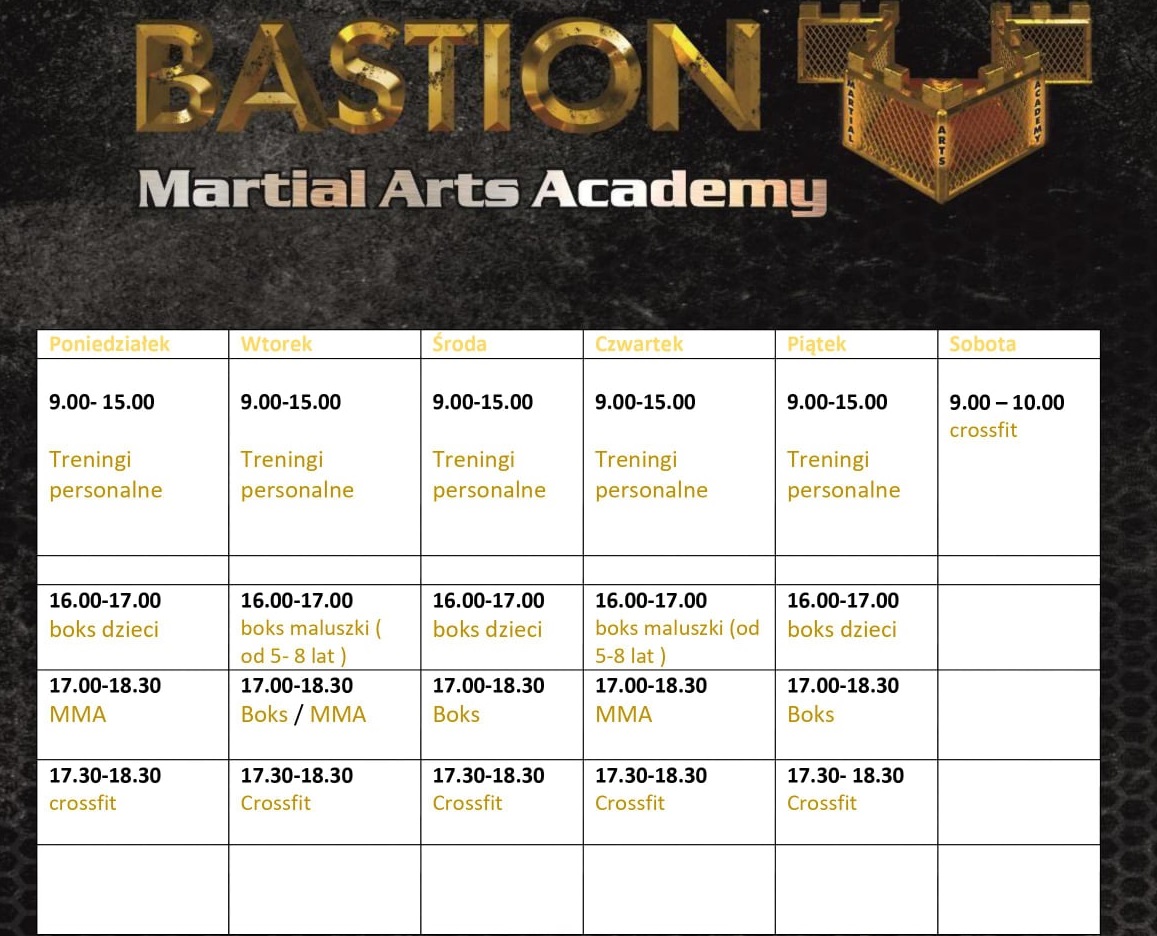 BASTION
MARTIAL
ARTS
ACADEMY
Martial Arts Academy
Poniedziałek
Wtorek
Środa
Czwartek
Piątek
Sobota
9.00- 15.00
Treningi
personalne
9.00-15.00
Treningi
personalne
9.00-15.00
Treningi
personalne
9.00-15.00
Treningi
personalne
9.00-15.00
Treningi
personalne
9.00 – 10.00
crossfit
16.00-17.00
boks dzieci
16.00-17.00
boks maluszki (
od 5- 8 lat )
16.00-17.00
boks dzieci
16.00-17.00
boks maluszki (od
5-8 lat )
16.00-17.00
boks dzieci
17.00-18.30
MMA
17.00-18.30
Boks / MMA
17.00-18.30
Boks
17.00-18.30
MMA
17.00-18.30
Boks
17.30-18.30
crossfit
17.30-18.30
Crossfit
17.30-18.30
Crossfit
17.30-18.30
Crossfit
17.30- 18.30
Crossfit